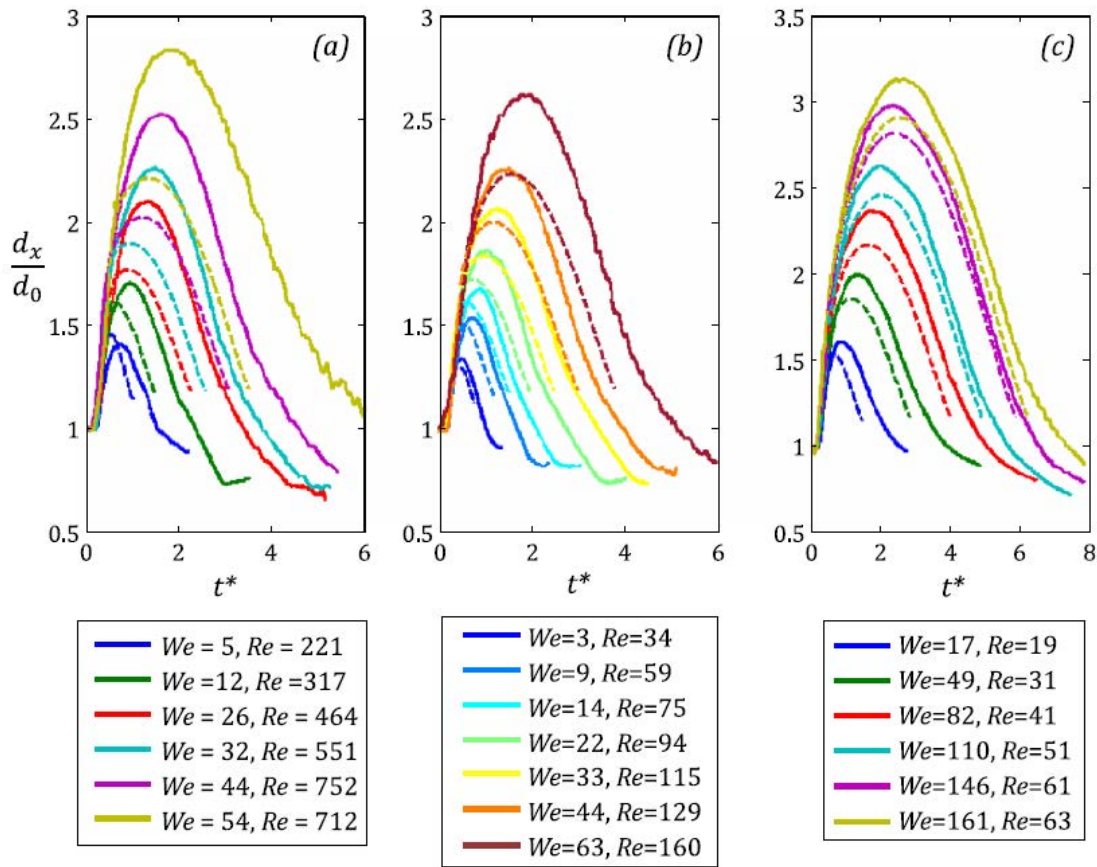 (a)
3
2.5
2
1.5
1
0.5
0 2 4 6
t*
d_x
d_0
(b)
3
2.5
2
1.5
1
0.5
0 2 4 6
t*
(c)
3.5
3
2.5
2
1.5
1
0.5
0 2 4 6 8
t*
We = 5, Re = 221
We =12, Re =317
We = 26, Re = 464
We = 32, Re = 551
We = 44, Re = 752
We = 54, Re = 712
We=3, Re=34
We=9, Re=59
We=14, Re=75
We=22, Re=94
We=33, Re=115
We=44, Re=129
We=63, Re=160
We=17, Re=19
We=49, Re=31
We=82, Re=41
We=110, Re=51
We=146, Re=61
We=161, Re=63